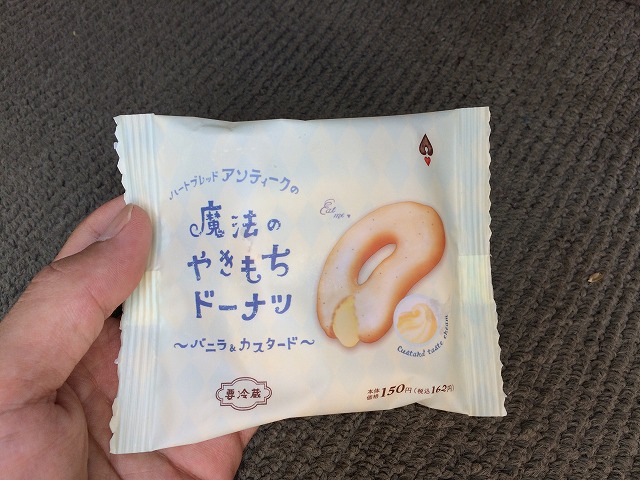 ハートブレッドアンティークの
魔法の
やきもち
ドーナツ
～バニラ&カスタード～
Eat me
Custard taste cream
要冷蔵
本体価格 150円(税込162円)